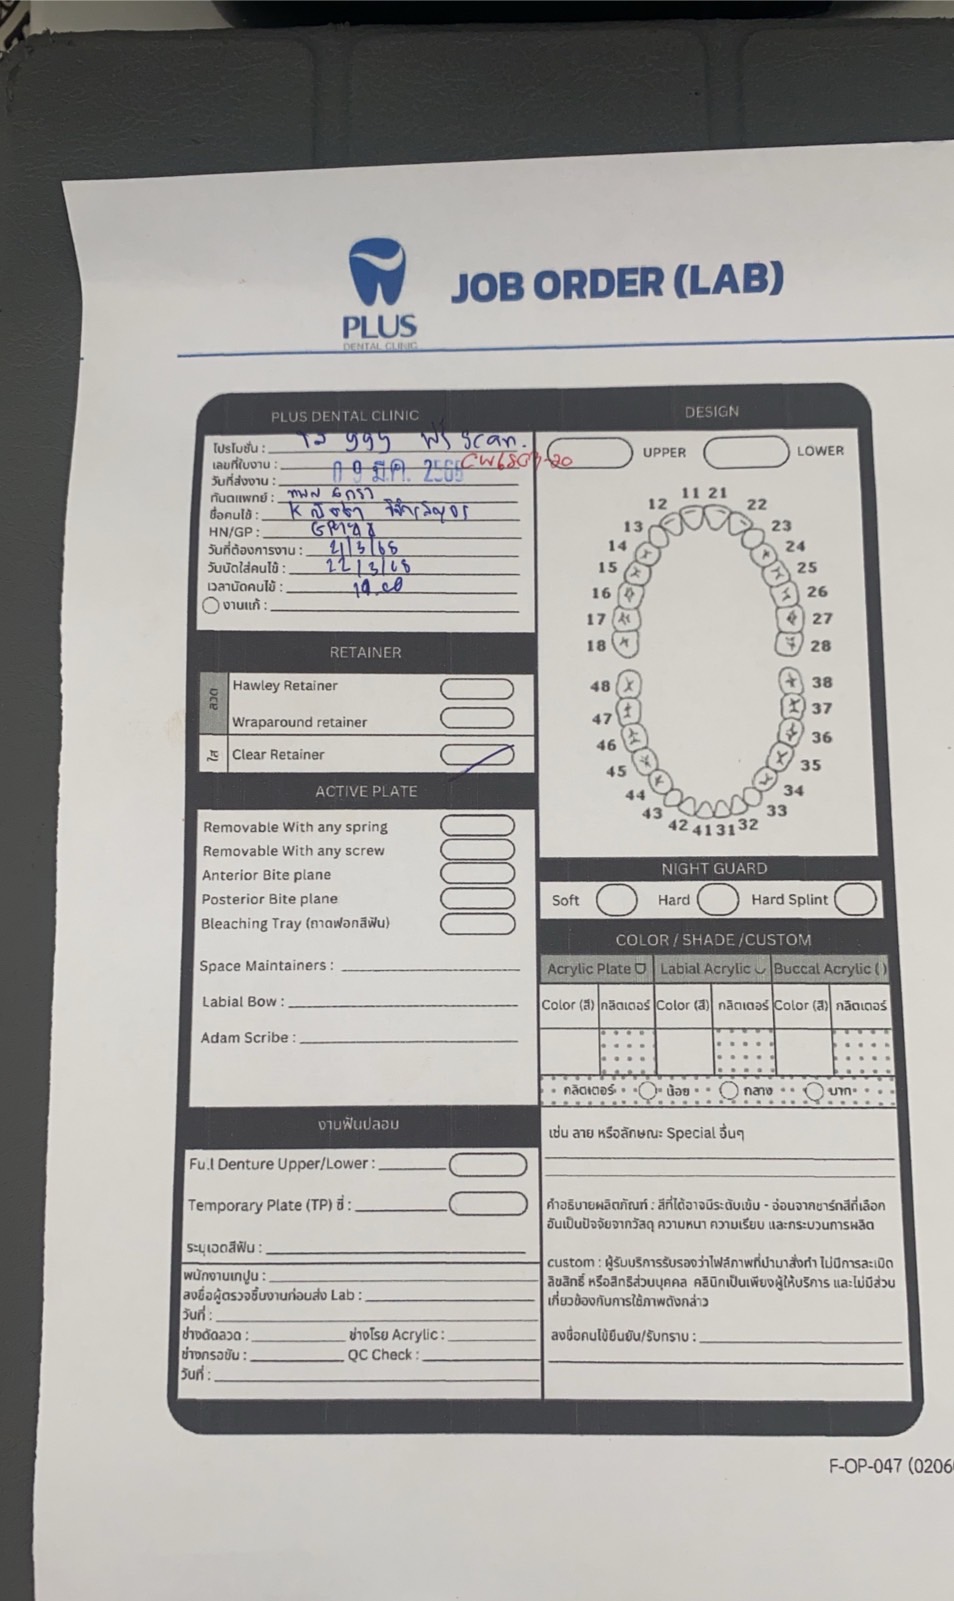 PLUS
DENTAL CLINIC
JOB ORDER (LAB)
PLUS DENTAL CLINIC
โปรโมชั่น : ใส 999 ฟรี scan.
เลขที่ใบงาน :
วันที่ส่งงาน : 09 มี.ค. 2568
ทันตแพทย์ :
ชื่อคนไข้ : K
HN/GP :
วันที่ต้องการงาน : 21/3/68
วันนัดใส่คนไข้ : 22/3/68
เวลานัดคนไข้ :
งานแก้ :
RETAINER
ลวด
Hawley Retainer
Wraparound retainer
ใส
Clear Retainer
ACTIVE PLATE
Removable With any spring
Removable With any screw
Anterior Bite plane
Posterior Bite plane
Bleaching Tray (ถาดฟอกสีฟัน)
Space Maintainers :
Labial Bow :
Adam Scribe :
งานฟันปลอม
Ful.l Denture Upper/Lower :
Temporary Plate (TP) ซี่ :
ระบุเฉดสีฟัน :
พนักงานเทปูน :
ลงชื่อผู้ตรวจชิ้นงานก่อนส่ง Lab :
วันที่ :
ช่างดัดลวด : ช่างโรย Acrylic :
ช่างกรอขัน : QC Check :
วันที่ :
DESIGN
UPPER LOWER
11 21
12 22
13 23
14 24
15 25
16 26
17 27
18 28
48 38
47 37
46 36
45 35
44 34
43 33
42 41 31 32
NIGHT GUARD
Soft Hard Hard Splint
COLOR / SHADE /CUSTOM
Acrylic Plate Labial Acrylic Buccal Acrylic ( )
Color (สี) กลิตเตอร์ Color (สี) กลิตเตอร์ Color (สี) กลิตเตอร์
กลิตเตอร์ น้อย กลาง มาก
เช่น ลาย หรือลักษณะ Special อื่นๆ
คำอธิบายผลิตภัณฑ์ : สีที่ได้อาจมีระดับเข้ม - อ่อนจากชาร์ทสีที่เลือก
อันเป็นปัจจัยจากวัสดุ ความหนา ความเรียบ และกระบวนการผลิต
custom : ผู้รับบริการรับรองว่าไฟล์ภาพที่นำมาสั่งทำ ไม่มีการละเมิด
ลิขสิทธิ์ หรือสิทธิส่วนบุคคล คลินิกเป็นเพียงผู้ให้บริการ และไม่มีส่วน
เกี่ยวข้องกับการใช้ภาพดังกล่าว
ลงชื่อคนไข้ยืนยัน/รับทราบ :
F-OP-047 (0206